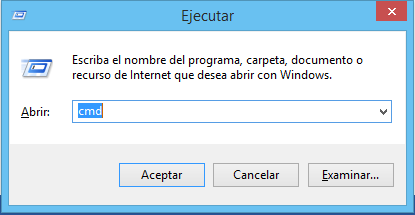 Ejecutar
Escriba el nombre del programa, carpeta, documento o
recurso de Internet que desea abrir con Windows.
Abrir: cmd
Aceptar Cancelar Examinar...